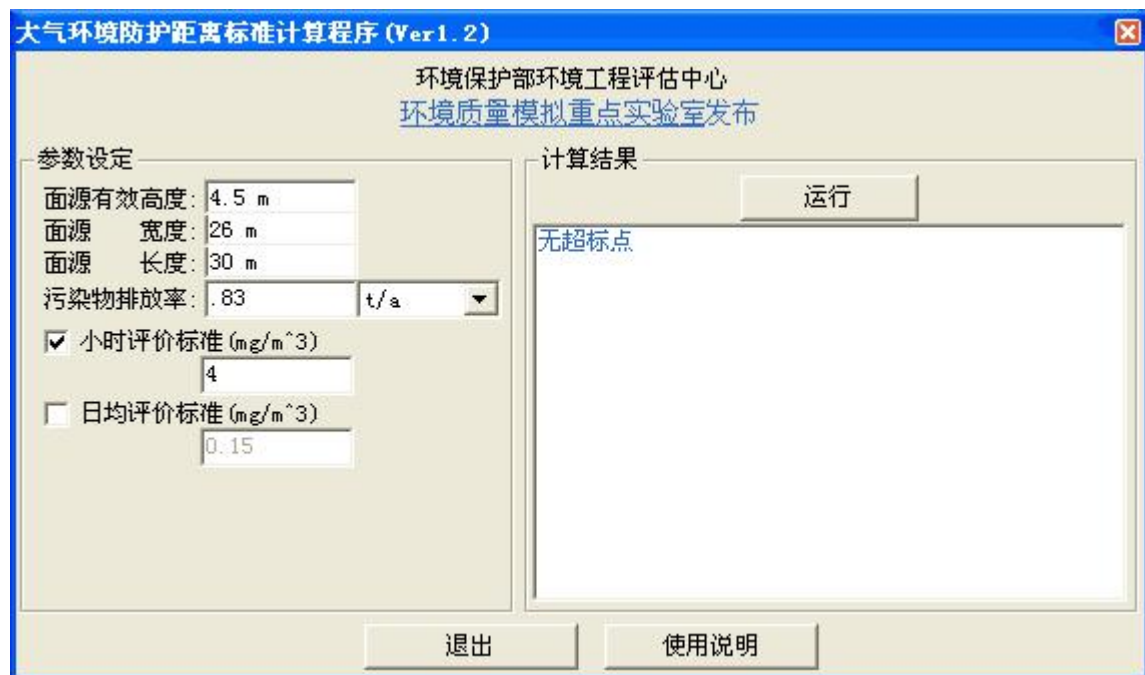 大气环境防护距离标准计算程序(Ver1.2)
环境保护部环境工程评估中心
环境质量模拟重点实验室发布
参数设定
面源有效高度: 4.5 m
面源 宽度: 26 m
面源 长度: 30 m
污染物排放率: .83 t/a
小时评价标准(mg/m^3)
4
日均评价标准(mg/m^3)
0.15
计算结果
运行
无超标点
退出
使用说明